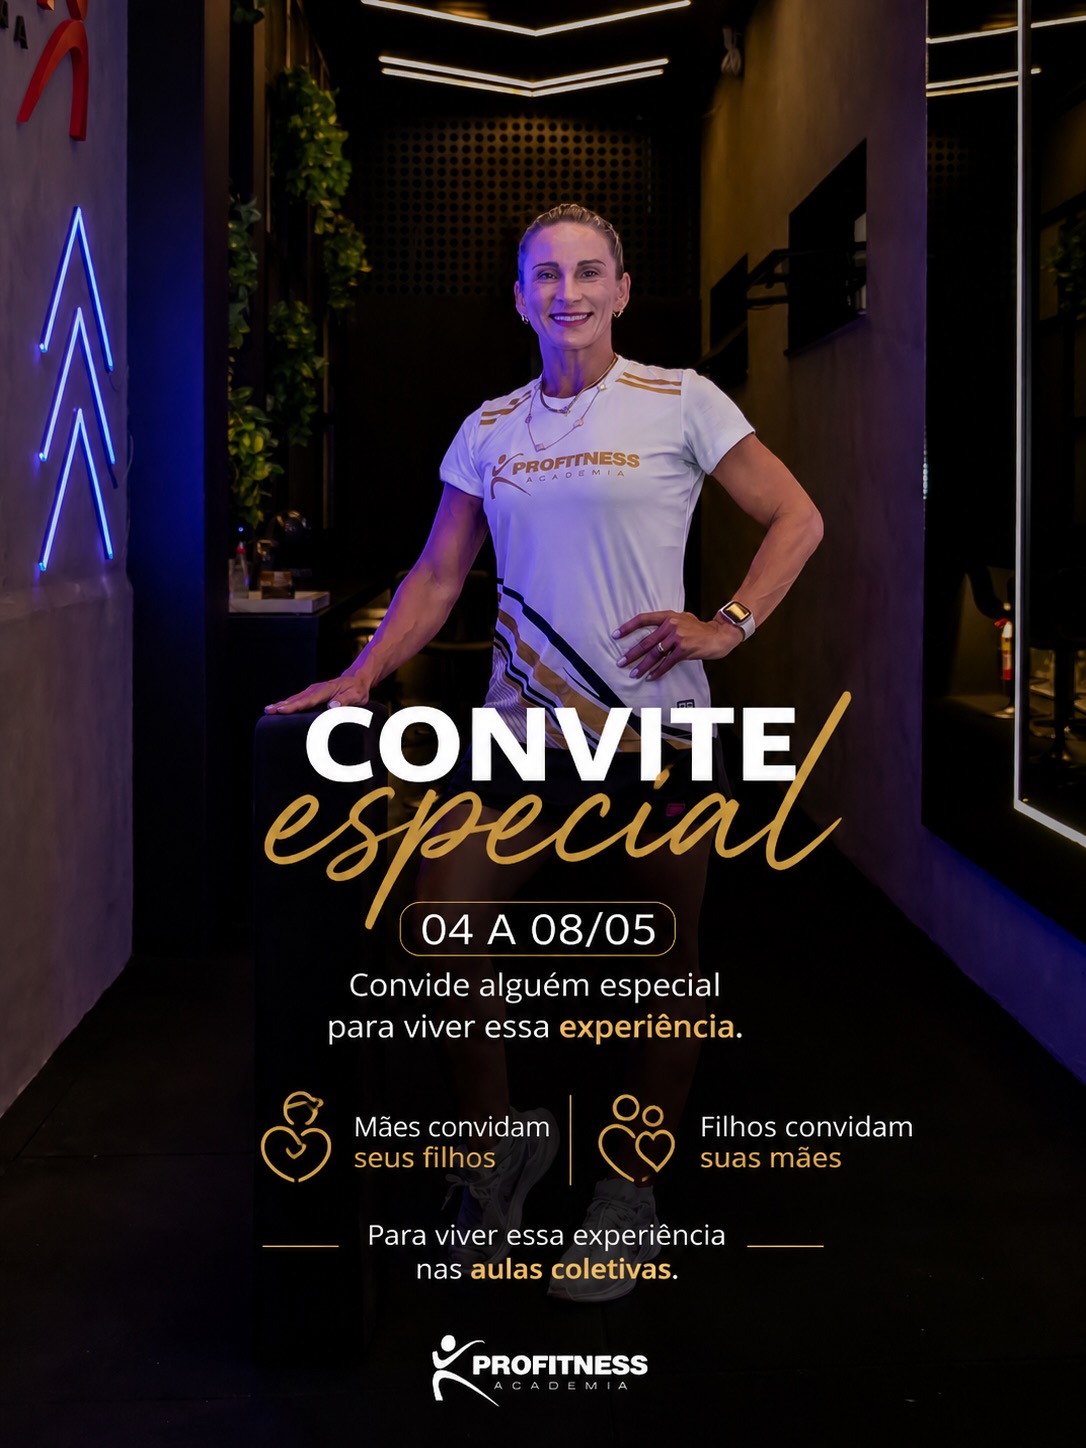 PROFITNESS
ACADEMIA
CONVITE
especial
04 A 08/05
Convide alguém especial
para viver essa experiência.
Mães convidam
seus filhos
Filhos convidam
suas mães
Para viver essa experiência
nas aulas coletivas.
PROFITNESS
ACADEMIA